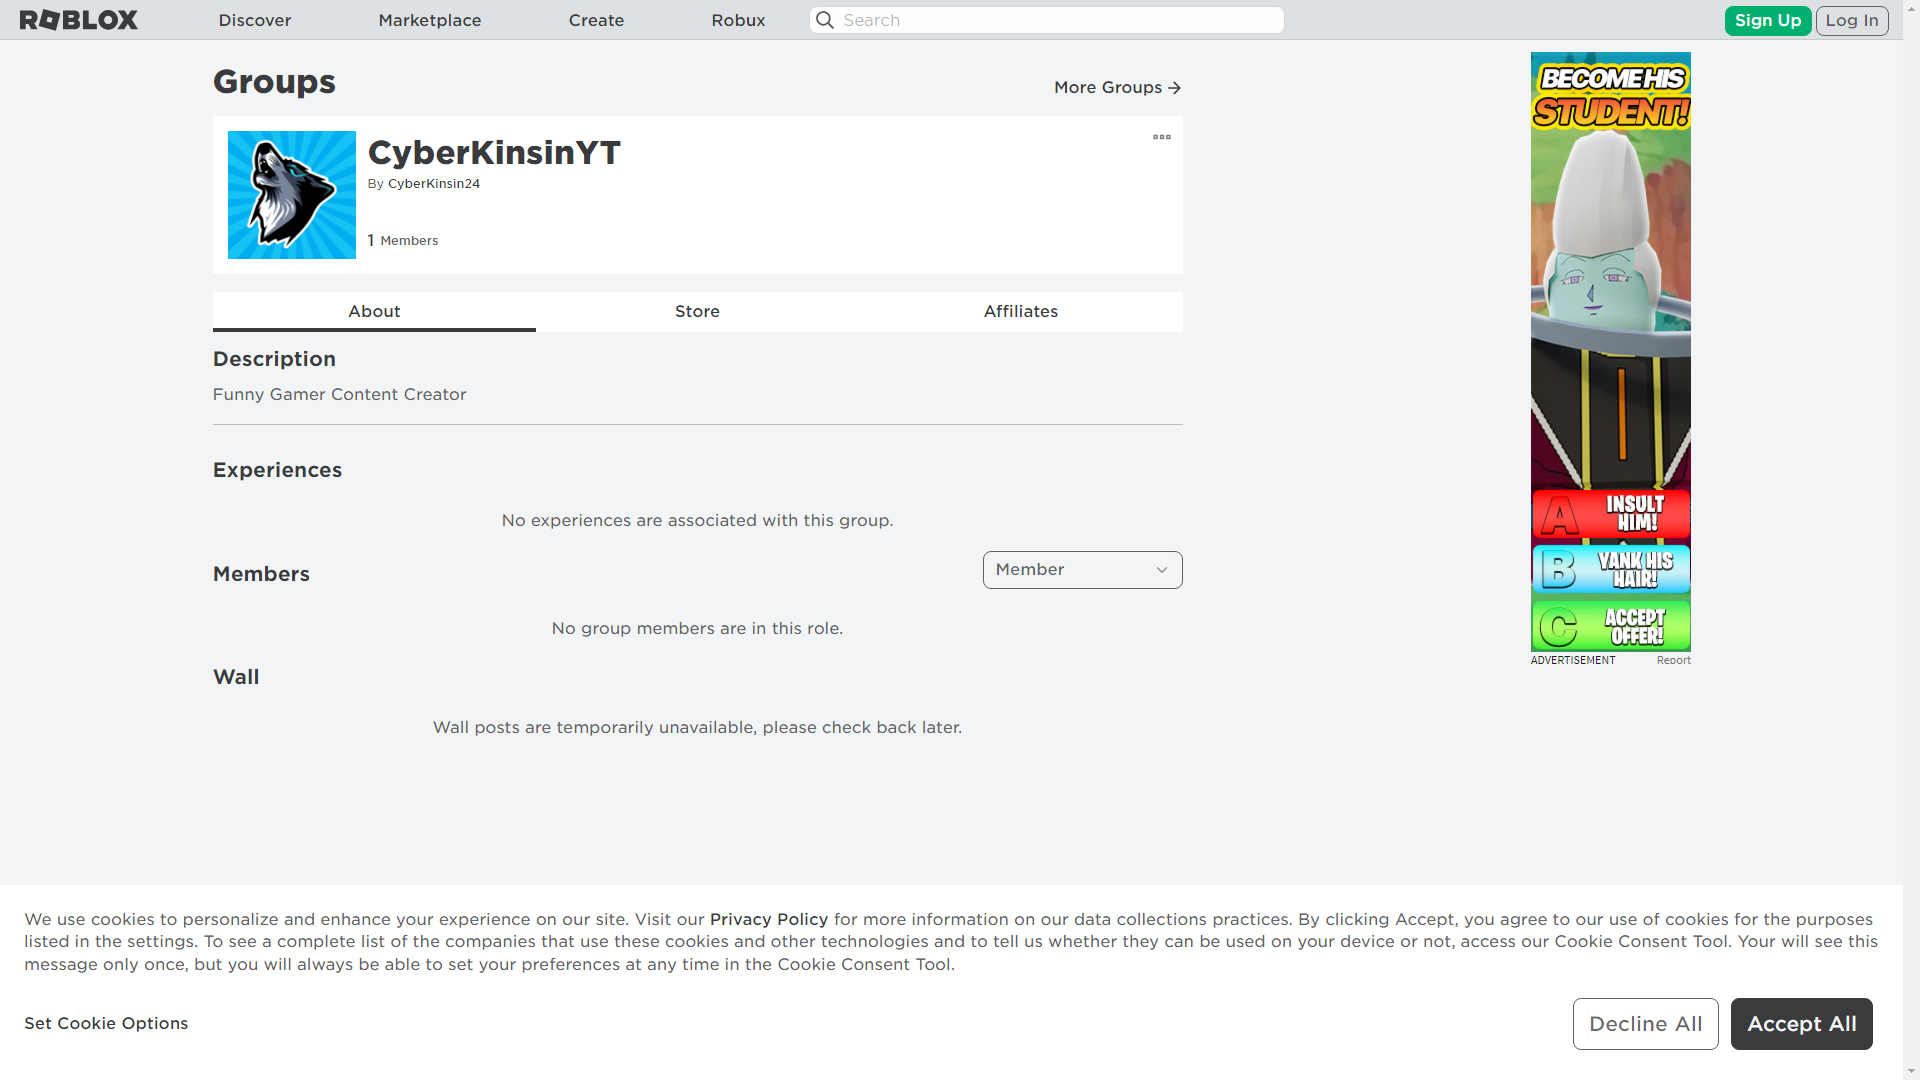 ROBLOX
Discover
Marketplace
Create
Robux
Search
Sign Up
Log In
Groups
More Groups
CyberKinsinYT
By CyberKinsin24
1 Members
About
Store
Affiliates
Description
Funny Gamer Content Creator
Experiences
No experiences are associated with this group.
Members
Member
No group members are in this role.
Wall
Wall posts are temporarily unavailable, please check back later.
BECOME HIS
STUDENT!
A INSULT
HIM!
B YANK HIS
HAIR!
C ACCEPT
OFFER!
ADVERTISEMENT
Report
We use cookies to personalize and enhance your experience on our site. Visit our Privacy Policy for more information on our data collections practices. By clicking Accept, you agree to our use of cookies for the purposes
listed in the settings. To see a complete list of the companies that use these cookies and other technologies and to tell us whether they can be used on your device or not, access our Cookie Consent Tool. Your will see this
message only once, but you will always be able to set your preferences at any time in the Cookie Consent Tool.
Set Cookie Options
Decline All
Accept All